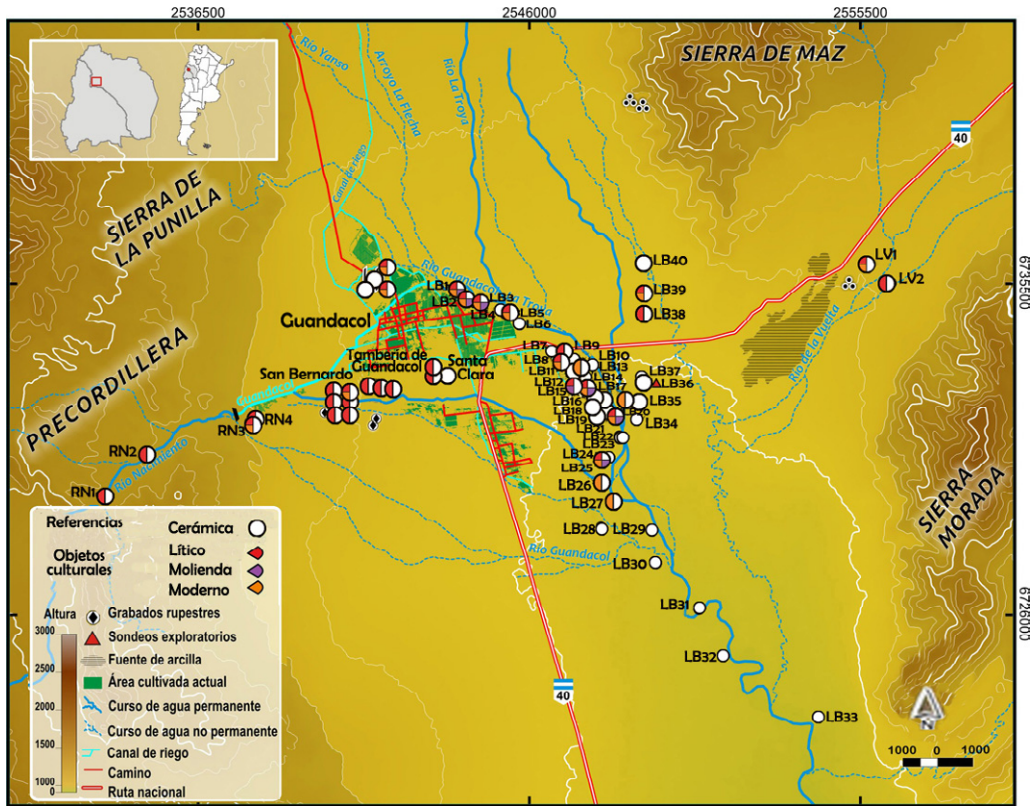 2536500
2546000
2555500
Río Yanso
Arroyo La Flecha
Río La Troya
SIERRA DE MAZ
40
Canal de riego
SIERRA DE
LA PUNILLA
LV1
LV2
LB40
LB39
LB38
6735500
6735500
Río Guandacol - La Troya
LB1
LB2
LB3
LB4
LB5
LB6
Guandacol
Río de la Vuelta
LB7
LB8
LB9
LB10
LB11
LB12
LB13
LB14
LB15
LB16
LB17
LB18
LB19
LB20
LB21
LB22
LB23
LB24
LB25
LB26
LB27
LB28
LB29
LB30
LB31
LB32
LB33
LB34
LB35
LB36
LB37
Tambería de
Guandacol
Santa
Clara
San Bernardo
Guandacol
PRECORDILLERA
RN4
RN3
RN2
RN1
Río Nacimiento
SIERRA
MORADA
Río Guandacol
6726000
6726000
40
Referencias
Cerámica
Objetos
culturales
Lítico
Molienda
Moderno
Altura
3000
2500
2000
1500
1000
0
Grabados rupestres
Sondeos exploratorios
Fuente de arcilla
Área cultivada actual
Curso de agua permanente
Curso de agua no permanente
Canal de riego
Camino
Ruta nacional
N
1000 0 1000